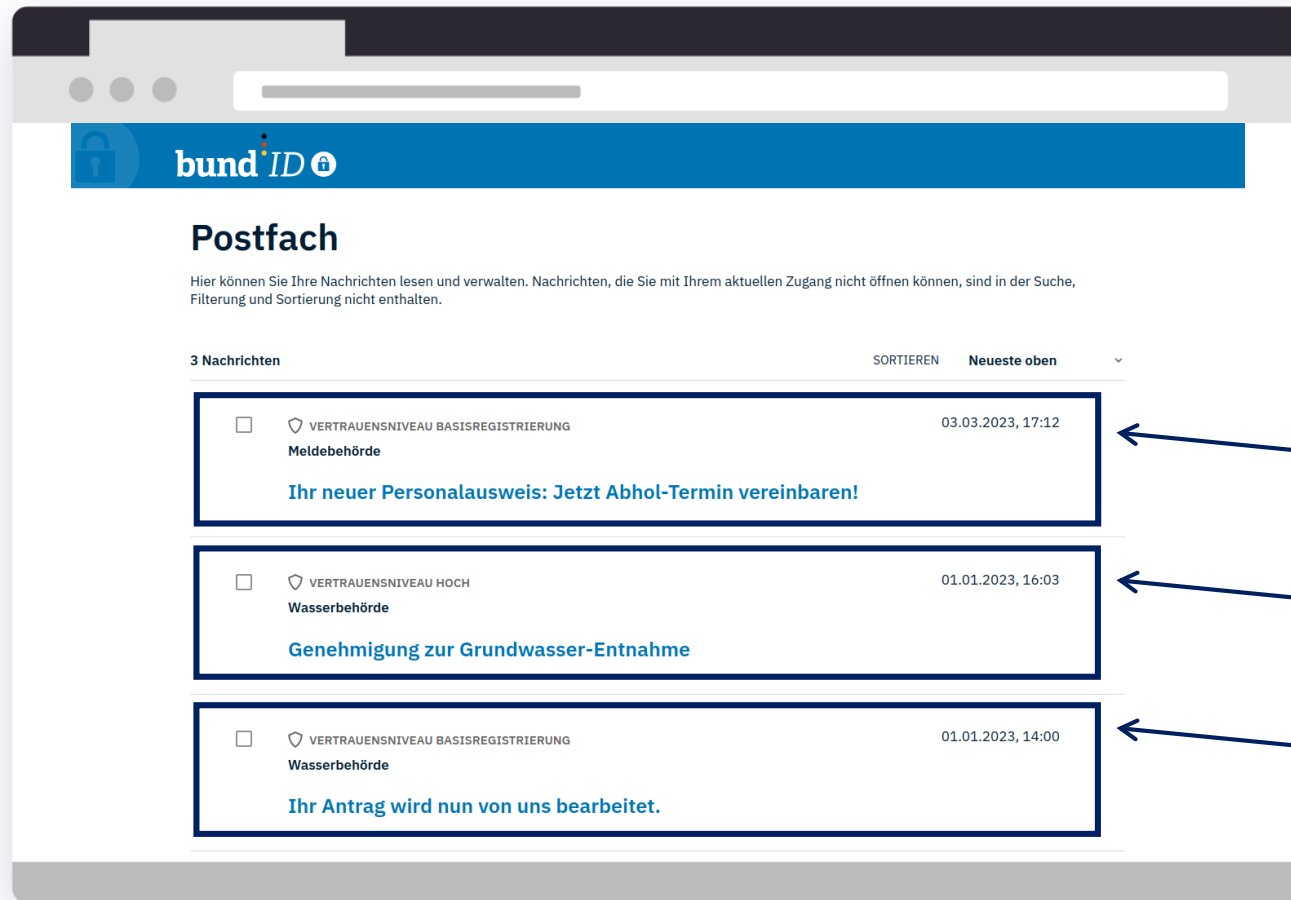 bund ID
Postfach
Hier können Sie Ihre Nachrichten lesen und verwalten. Nachrichten, die Sie mit Ihrem aktuellen Zugang nicht öffnen können, sind in der Suche,
Filterung und Sortierung nicht enthalten.
3 Nachrichten SORTIEREN Neueste oben
VERTRAUENSNIVEAU BASISREGISTRIERUNG 03.03.2023, 17:12
Meldebehörde
Ihr neuer Personalausweis: Jetzt Abhol-Termin vereinbaren!
VERTRAUENSNIVEAU HOCH 01.01.2023, 16:03
Wasserbehörde
Genehmigung zur Grundwasser-Entnahme
VERTRAUENSNIVEAU BASISREGISTRIERUNG 01.01.2023, 14:00
Wasserbehörde
Ihr Antrag wird nun von uns bearbeitet.